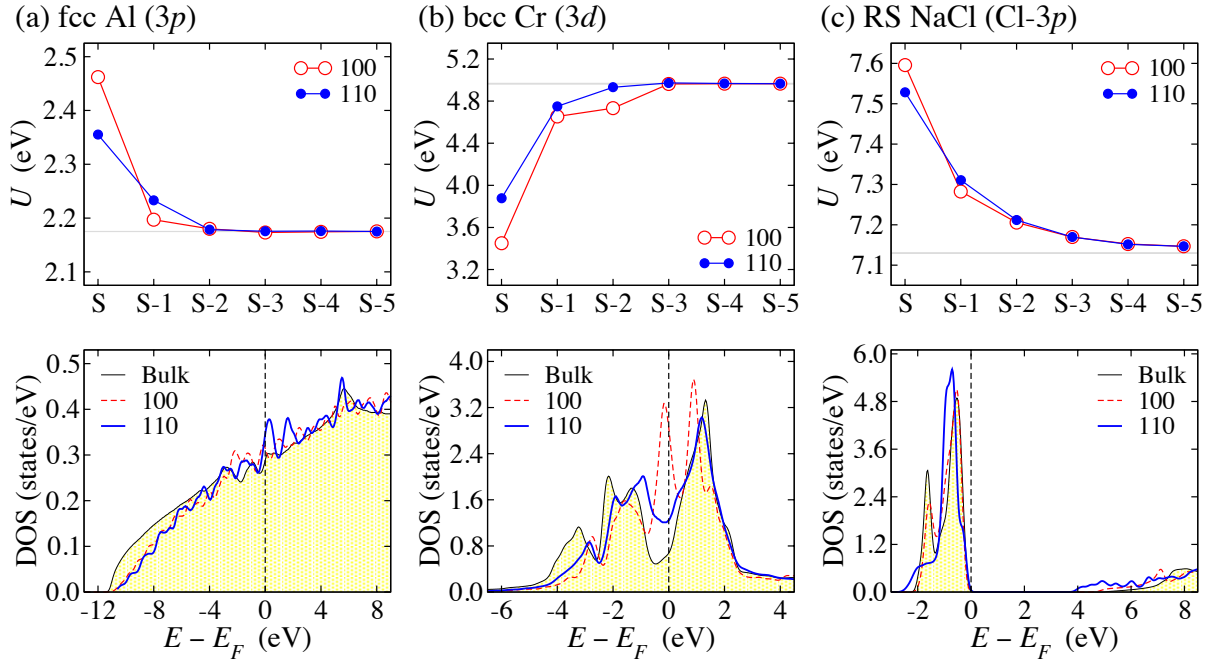 (a) fcc Al (3p)
(b) bcc Cr (3d)
(c) RS NaCl (Cl-3p)
2.5
2.4
2.3
2.2
2.1
U (eV)
100
110
S S-1 S-2 S-3 S-4 S-5
5.2
4.8
4.4
4.0
3.6
3.2
U (eV)
100
110
S S-1 S-2 S-3 S-4 S-5
7.6
7.5
7.4
7.3
7.2
7.1
U (eV)
100
110
S S-1 S-2 S-3 S-4 S-5
0.5
0.4
0.3
0.2
0.1
0.0
DOS (states/eV)
Bulk
100
110
-12 -8 -4 0 4 8
E – E_F (eV)
4.0
3.2
2.4
1.6
0.8
0.0
DOS (states/eV)
Bulk
100
110
-6 -4 -2 0 2 4
E – E_F (eV)
6.0
4.8
3.6
2.4
1.2
0.0
DOS (states/eV)
Bulk
100
110
-2 0 2 4 6 8
E – E_F (eV)